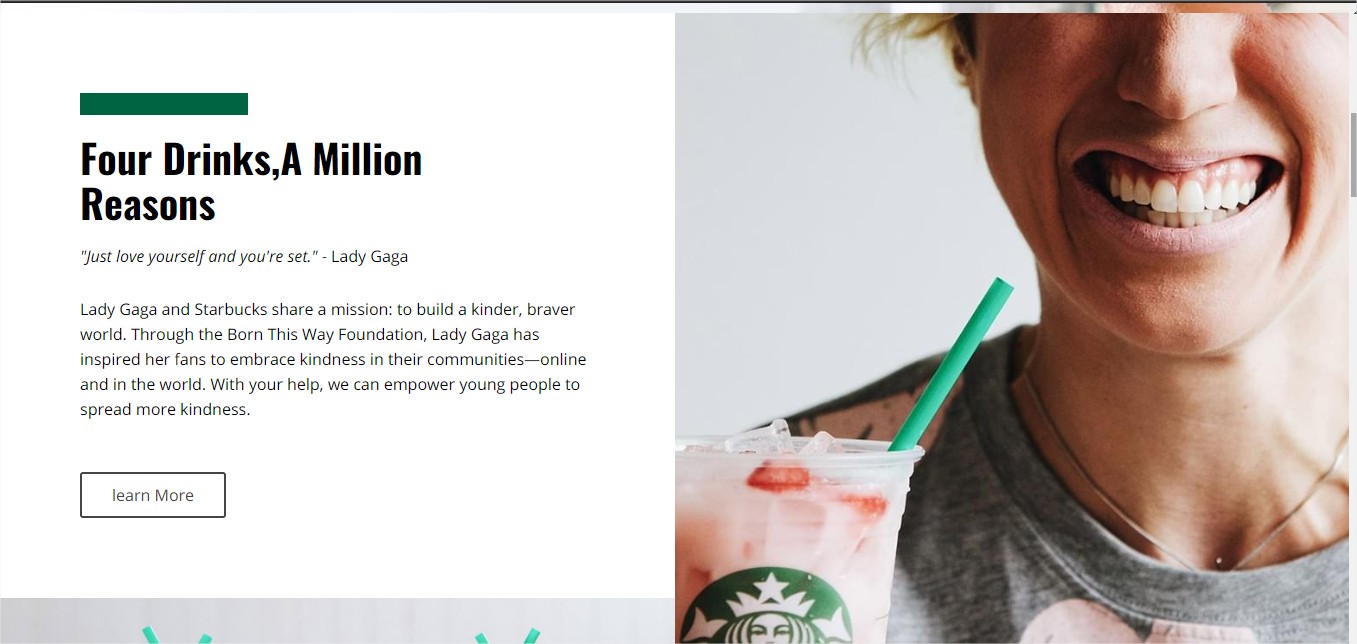 Four Drinks,A Million
Reasons
"Just love yourself and you're set." - Lady Gaga
Lady Gaga and Starbucks share a mission: to build a kinder, braver
world. Through the Born This Way Foundation, Lady Gaga has
inspired her fans to embrace kindness in their communities—online
and in the world. With your help, we can empower young people to
spread more kindness.
learn More